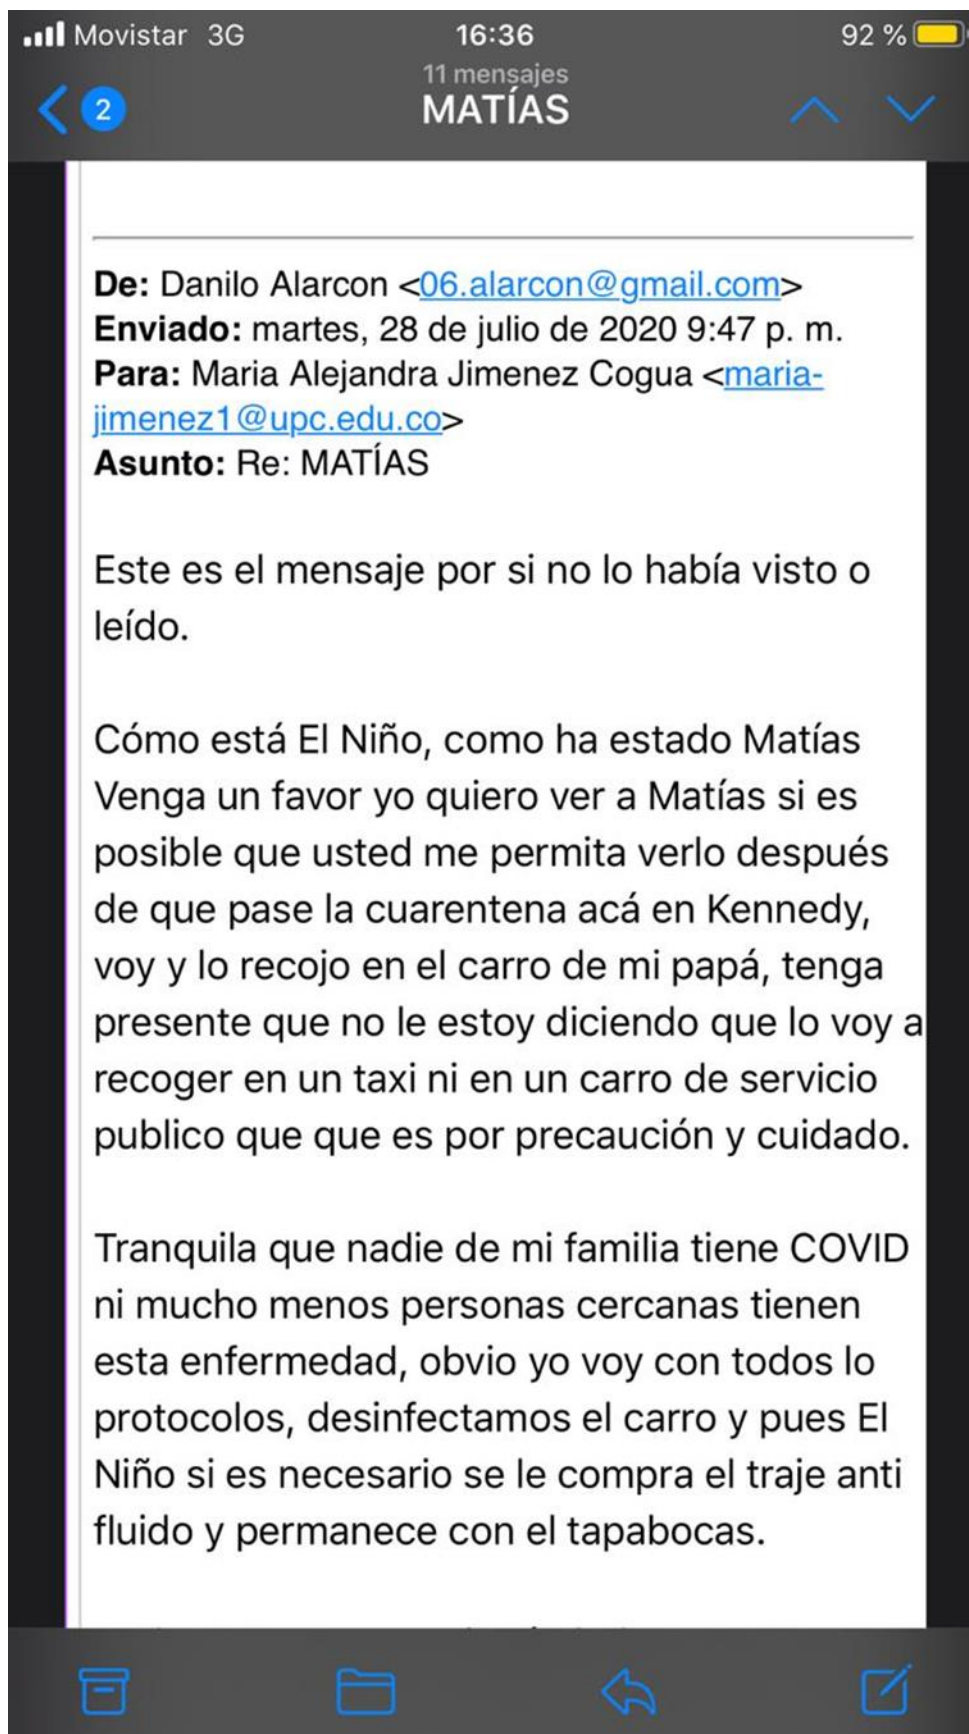 Movistar 3G 16:36 92 %
11 mensajes
2 MATÍAS
De: Danilo Alarcon <06.alarcon@gmail.com>
Enviado: martes, 28 de julio de 2020 9:47 p. m.
Para: Maria Alejandra Jimenez Cogua <maria-
jimenez1@upc.edu.co>
Asunto: Re: MATÍAS
Este es el mensaje por si no lo había visto o
leído.
Cómo está El Niño, como ha estado Matías
Venga un favor yo quiero ver a Matías si es
posible que usted me permita verlo después
de que pase la cuarentena acá en Kennedy,
voy y lo recojo en el carro de mi papá, tenga
presente que no le estoy diciendo que lo voy a
recoger en un taxi ni en un carro de servicio
publico que que es por precaución y cuidado.
Tranquila que nadie de mi familia tiene COVID
ni mucho menos personas cercanas tienen
esta enfermedad, obvio yo voy con todos lo
protocolos, desinfectamos el carro y pues El
Niño si es necesario se le compra el traje anti
fluido y permanece con el tapabocas.